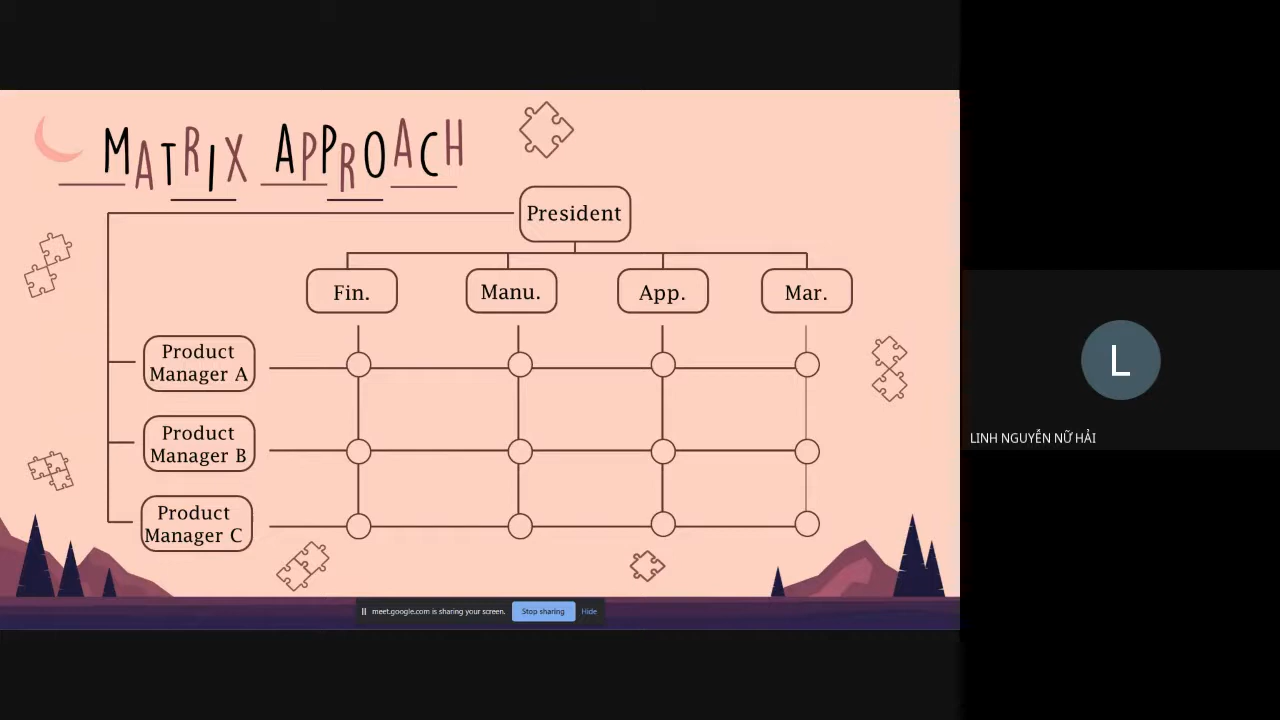 MATRIX APPROACH
President
Fin.
Manu.
App.
Mar.
Product
Manager A
Product
Manager B
Product
Manager C
meet.google.com is sharing your screen.
Stop sharing
Hide
L
LINH NGUYỄN NỮ HẢI